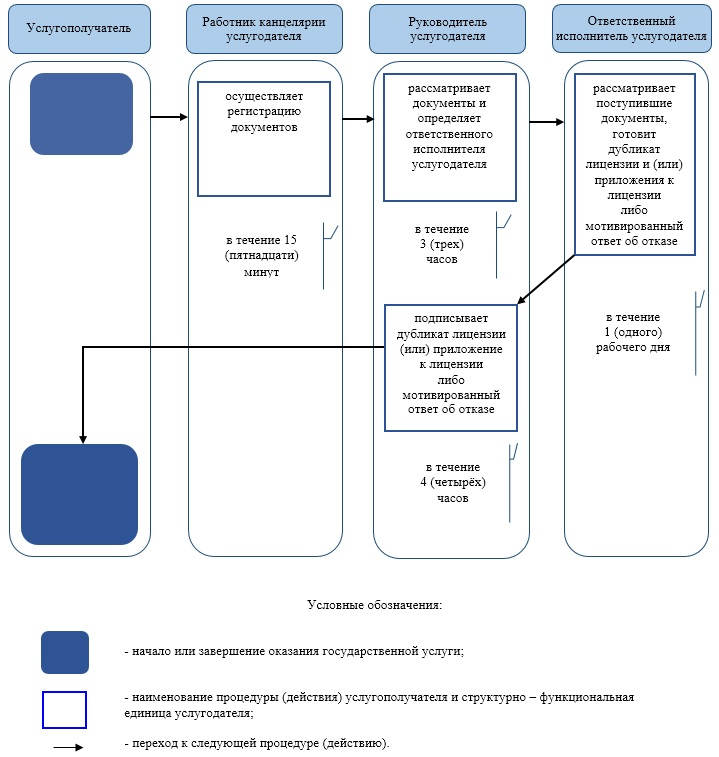 Услугополучатель
Работник канцелярии
услугодателя
Руководитель
услугодателя
Ответственный
исполнитель услугодателя
осуществляет
регистрацию
документов
в течение 15
(пятнадцати)
минут
рассматривает
документы и
определяет
ответственного
исполнителя
услугодателя
в течение
3 (трех)
часов
рассматривает
поступившие
документы,
готовит
дубликат
лицензии и (или)
приложения к
лицензии
либо
мотивированный
ответ об отказе
в течение
1 (одного)
рабочего дня
подписывает
дубликат лицензии
(или) приложение
к лицензии
либо
мотивированный
ответ об отказе
в течение
4 (четырёх)
часов
Условные обозначения:
- начало или завершение оказания государственной услуги;
- наименование процедуры (действия) услугополучателя и структурно – функциональная
единица услугодателя;
- переход к следующей процедуре (действию).